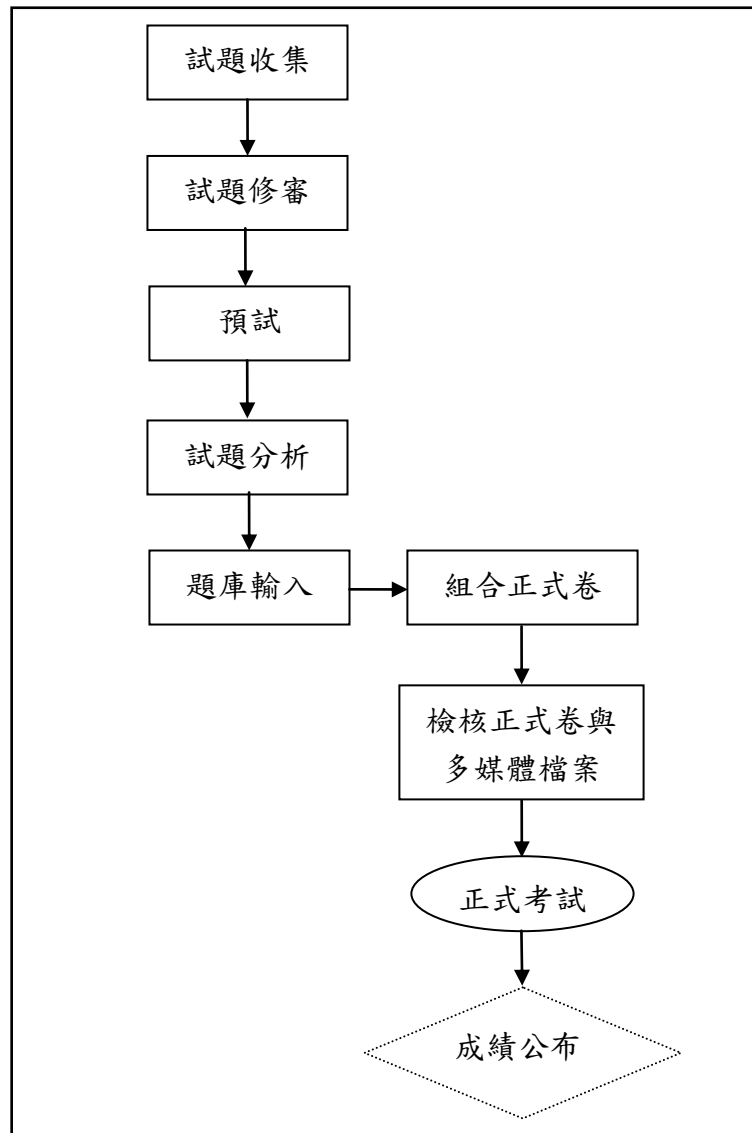 試題收集
試題修審
預試
試題分析
題庫輸入
組合正式卷
檢核正式卷與
多媒體檔案
正式考試
成績公布